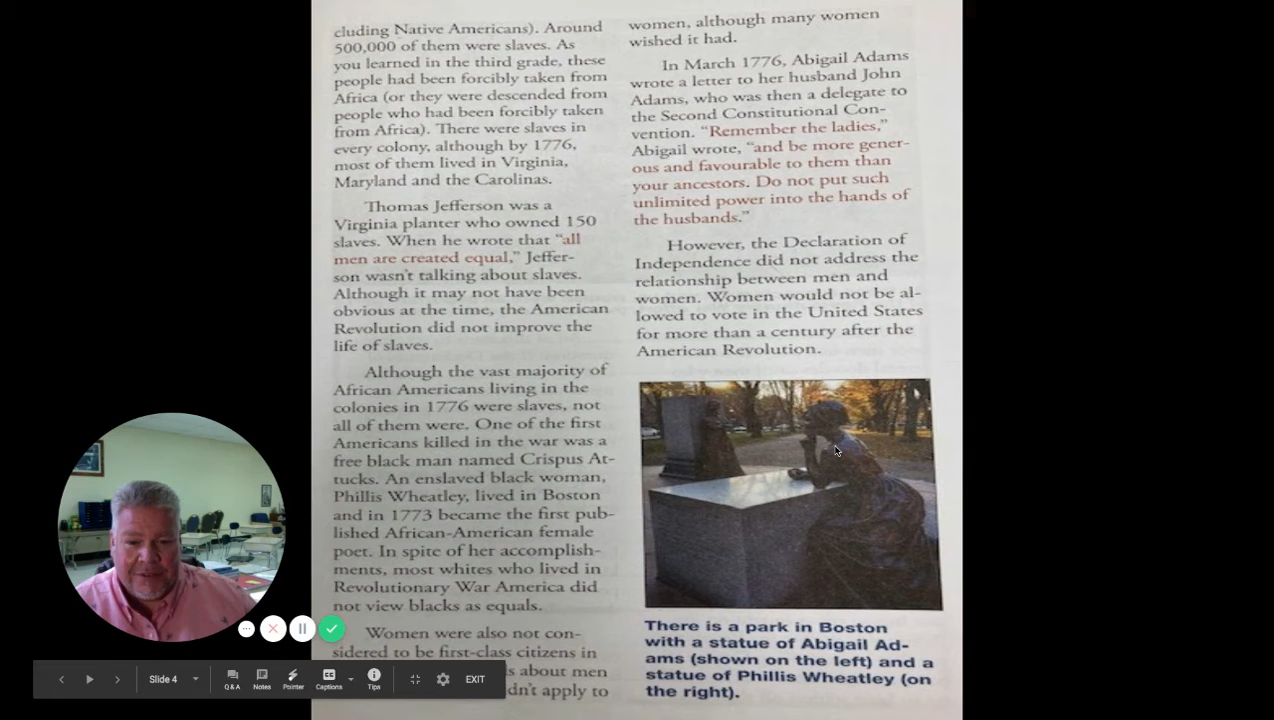 cluding Native Americans). Around
500,000 of them were slaves. As
you learned in the third grade, these
people had been forcibly taken from
Africa (or they were descended from
people who had been forcibly taken
from Africa). There were slaves in
every colony, although by 1776,
most of them lived in Virginia,
Maryland and the Carolinas.
Thomas Jefferson was a
Virginia planter who owned 150
slaves. When he wrote that “all
men are created equal,” Jeffer-
son wasn’t talking about slaves.
Although it may not have been
obvious at the time, the American
Revolution did not improve the
life of slaves.
Although the vast majority of
African Americans living in the
colonies in 1776 were slaves, not
all of them were. One of the first
Americans killed in the war was a
free black man named Crispus At-
tucks. An enslaved black woman,
Phillis Wheatley, lived in Boston
and in 1773 became the first pub-
lished African-American female
poet. In spite of her accomplish-
ments, most whites who lived in
Revolutionary War America did
not view blacks as equals.
Women were also not con-
sidered to be first-class citizens in
about men
apply to
women, although many women
wished it had.
In March 1776, Abigail Adams
wrote a letter to her husband John
Adams, who was then a delegate to
the Second Constitutional Con-
vention. “Remember the ladies,”
Abigail wrote, “and be more gener-
ous and favourable to them than
your ancestors. Do not put such
unlimited power into the hands of
the husbands.”
However, the Declaration of
Independence did not address the
relationship between men and
women. Women would not be al-
lowed to vote in the United States
for more than a century after the
American Revolution.
There is a park in Boston
with a statue of Abigail Ad-
ams (shown on the left) and a
statue of Phillis Wheatley (on
the right).
Slide 4
Q & A
Notes
Pointer
Captions
Tips
EXIT